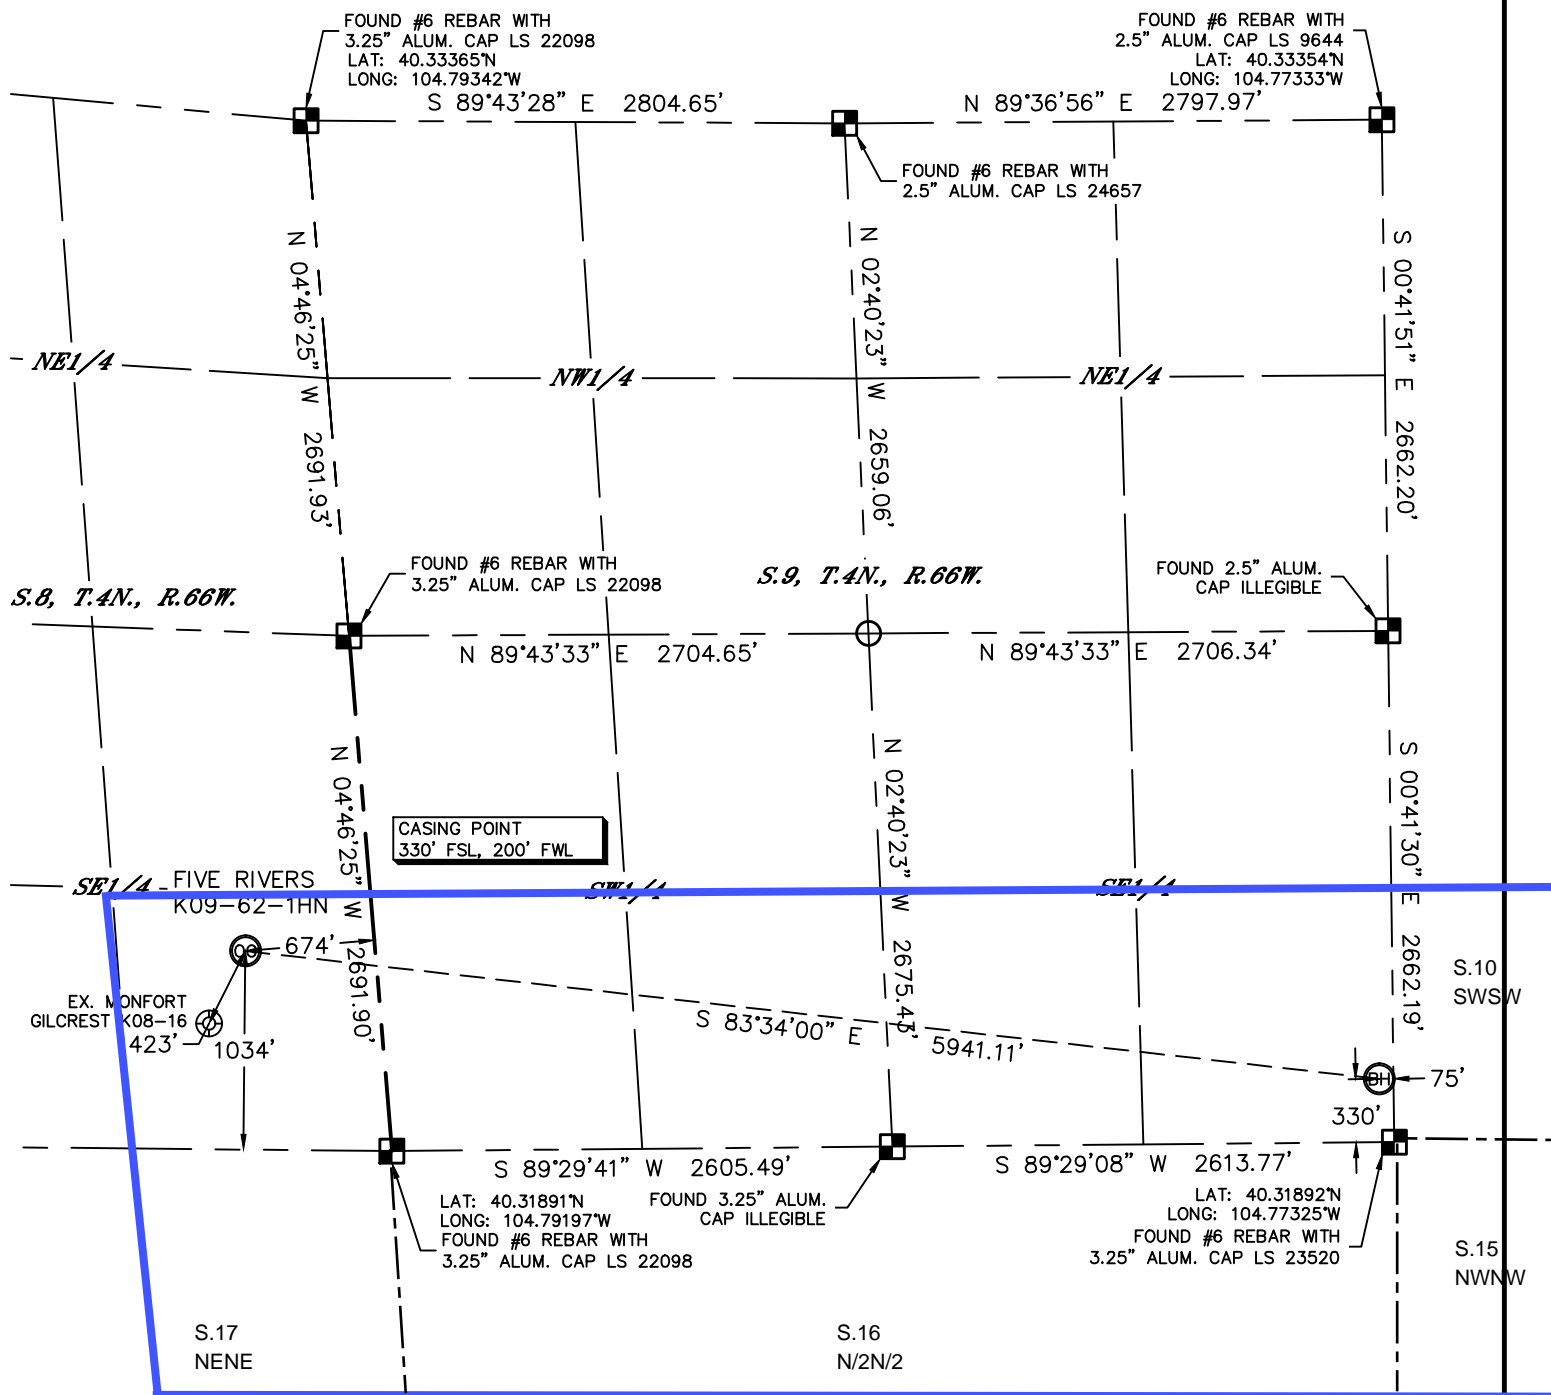 FOUND #6 REBAR WITH
3.25" ALUM. CAP LS 22098
LAT: 40.33365°N
LONG: 104.79342°W
FOUND #6 REBAR WITH
2.5" ALUM. CAP LS 9644
LAT: 40.33354°N
LONG: 104.77333°W
S 89°43'28" E 2804.65'
N 89°36'56" E 2797.97'
FOUND #6 REBAR WITH
2.5" ALUM. CAP LS 24657
N 04°46'25" W 2691.93'
N 02°40'23" W 2659.06'
S 00°41'51" E 2662.20'
NE1/4
NW1/4
NE1/4
FOUND #6 REBAR WITH
3.25" ALUM. CAP LS 22098
S.8, T.4N., R.66W.
S.9, T.4N., R.66W.
FOUND 2.5" ALUM.
CAP ILLEGIBLE
N 89°43'33" E 2704.65'
N 89°43'33" E 2706.34'
N 04°46'25" W 2691.90'
N 02°40'23" W 2675.43'
S 00°41'30" E 2662.19'
CASING POINT
330' FSL, 200' FWL
SE1/4
SW1/4
SE1/4
FIVE RIVERS
K09-62-1HN
674'
EX. MONFORT
GILCREST K08-16
423'
1034'
S 83°34'00" E 5941.11'
S.10
SWSW
BH
75'
330'
S 89°29'41" W 2605.49'
S 89°29'08" W 2613.77'
LAT: 40.31891°N
LONG: 104.79197°W
FOUND #6 REBAR WITH
3.25" ALUM. CAP LS 22098
FOUND 3.25" ALUM.
CAP ILLEGIBLE
LAT: 40.31892°N
LONG: 104.77325°W
FOUND #6 REBAR WITH
3.25" ALUM. CAP LS 23520
S.15
NWNW
S.17
NENE
S.16
N/2N/2